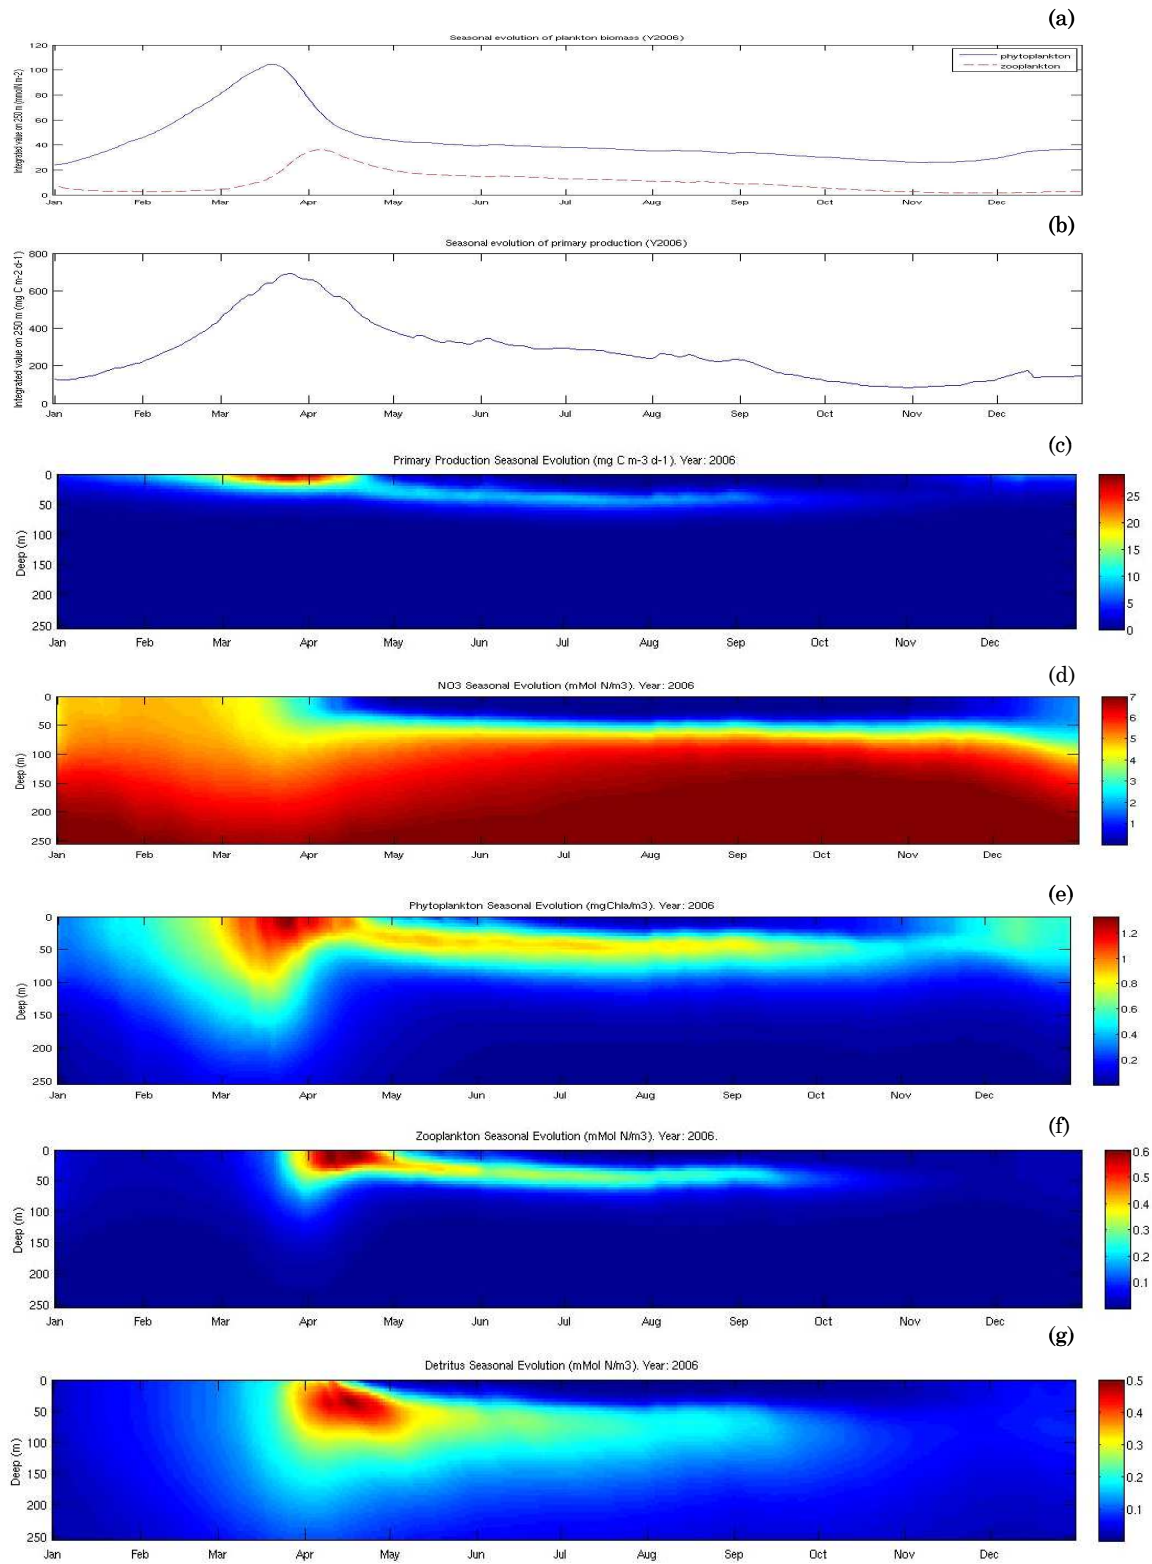 (a)
Seasonal evolution of plankton biomass (Y2006)
Integrated value on 250 m (mmolN m-2)
120
100
80
60
40
20
0
phytoplankton
zooplankton
Jan Feb Mar Apr May Jun Jul Aug Sep Oct Nov Dec
(b)
Seasonal evolution of primary production (Y2006)
Integrated value on 250 m (mg C m-2 d-1)
800
600
400
200
0
Jan Feb Mar Apr May Jun Jul Aug Sep Oct Nov Dec
(c)
Primary Production Seasonal Evolution (mg C m-3 d-1). Year: 2006
Deep (m)
0
50
100
150
200
250
Jan Feb Mar Apr May Jun Jul Aug Sep Oct Nov Dec
25
20
15
10
5
0
(d)
NO3 Seasonal Evolution (mMol N/m3). Year: 2006
Deep (m)
0
50
100
150
200
250
Jan Feb Mar Apr May Jun Jul Aug Sep Oct Nov Dec
7
6
5
4
3
2
1
(e)
Phytoplankton Seasonal Evolution (mgChla/m3). Year: 2006
Deep (m)
0
50
100
150
200
250
Jan Feb Mar Apr May Jun Jul Aug Sep Oct Nov Dec
1.2
1
0.8
0.6
0.4
0.2
(f)
Zooplankton Seasonal Evolution (mMol N/m3). Year: 2006.
Deep (m)
0
50
100
150
200
250
Jan Feb Mar Apr May Jun Jul Aug Sep Oct Nov Dec
0.6
0.5
0.4
0.3
0.2
0.1
(g)
Detritus Seasonal Evolution (mMol N/m3). Year: 2006
Deep (m)
0
50
100
150
200
250
Jan Feb Mar Apr May Jun Jul Aug Sep Oct Nov Dec
0.5
0.4
0.3
0.2
0.1